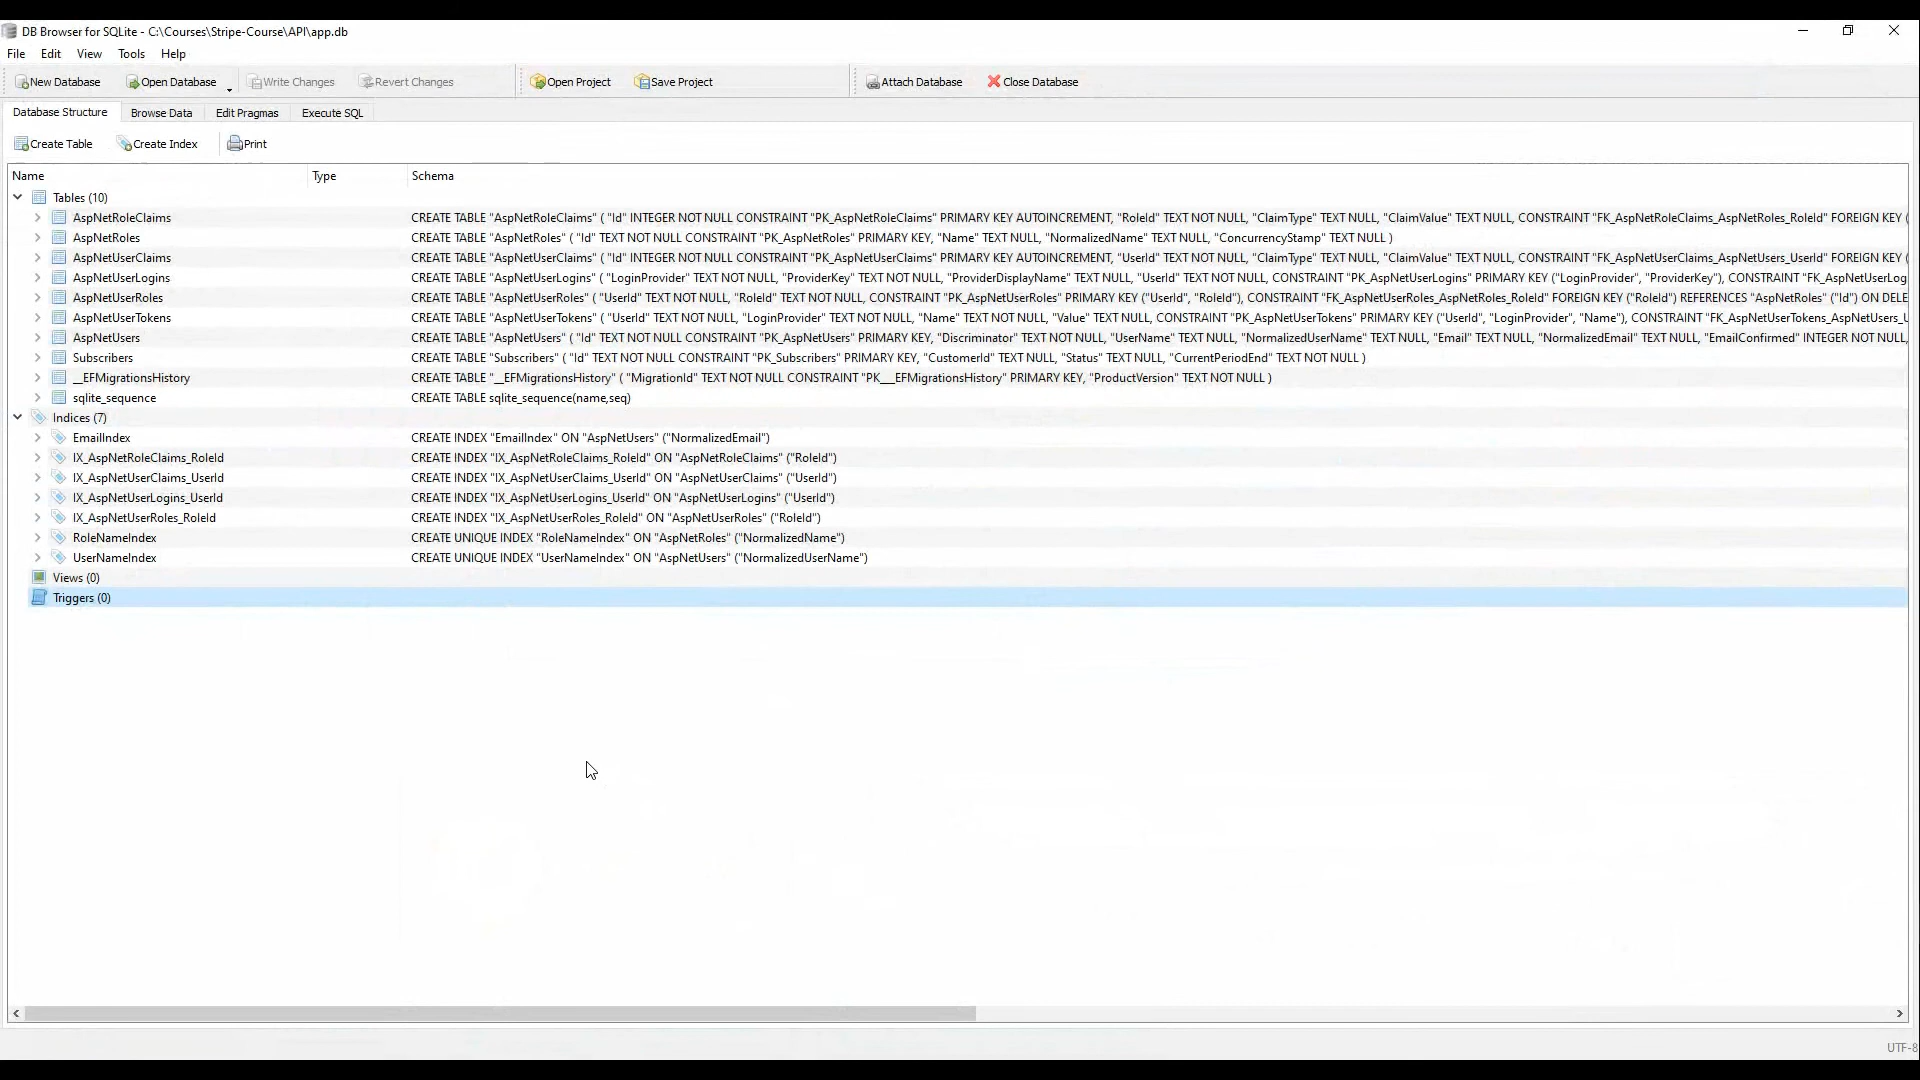 DB Browser for SQLite - C:\Courses\Stripe-Course\API\app.db
File Edit View Tools Help
New Database Open Database Write Changes Revert Changes Open Project Save Project Attach Database Close Database
Database Structure Browse Data Edit Pragmas Execute SQL
Create Table Create Index Print
Name Type Schema
Tables (10)
AspNetRoleClaims CREATE TABLE "AspNetRoleClaims" ( "Id" INTEGER NOT NULL CONSTRAINT "PK_AspNetRoleClaims" PRIMARY KEY AUTOINCREMENT, "RoleId" TEXT NOT NULL, "ClaimType" TEXT NULL, "ClaimValue" TEXT NULL, CONSTRAINT "FK_AspNetRoleClaims_AspNetRoles_RoleId" FOREIGN KEY (
AspNetRoles CREATE TABLE "AspNetRoles" ( "Id" TEXT NOT NULL CONSTRAINT "PK_AspNetRoles" PRIMARY KEY, "Name" TEXT NULL, "NormalizedName" TEXT NULL, "ConcurrencyStamp" TEXT NULL )
AspNetUserClaims CREATE TABLE "AspNetUserClaims" ( "Id" INTEGER NOT NULL CONSTRAINT "PK_AspNetUserClaims" PRIMARY KEY AUTOINCREMENT, "UserId" TEXT NOT NULL, "ClaimType" TEXT NULL, "ClaimValue" TEXT NULL, CONSTRAINT "FK_AspNetUserClaims_AspNetUsers_UserId" FOREIGN KEY (
AspNetUserLogins CREATE TABLE "AspNetUserLogins" ( "LoginProvider" TEXT NOT NULL, "ProviderKey" TEXT NOT NULL, "ProviderDisplayName" TEXT NULL, "UserId" TEXT NOT NULL, CONSTRAINT "PK_AspNetUserLogins" PRIMARY KEY ("LoginProvider", "ProviderKey"), CONSTRAINT "FK_AspNetUserLog
AspNetUserRoles CREATE TABLE "AspNetUserRoles" ( "UserId" TEXT NOT NULL, "RoleId" TEXT NOT NULL, CONSTRAINT "PK_AspNetUserRoles" PRIMARY KEY ("UserId", "RoleId"), CONSTRAINT "FK_AspNetUserRoles_AspNetRoles_RoleId" FOREIGN KEY ("RoleId") REFERENCES "AspNetRoles" ("Id") ON DELE
AspNetUserTokens CREATE TABLE "AspNetUserTokens" ( "UserId" TEXT NOT NULL, "LoginProvider" TEXT NOT NULL, "Name" TEXT NOT NULL, "Value" TEXT NULL, CONSTRAINT "PK_AspNetUserTokens" PRIMARY KEY ("UserId", "LoginProvider", "Name"), CONSTRAINT "FK_AspNetUserTokens_AspNetUsers_U
AspNetUsers CREATE TABLE "AspNetUsers" ( "Id" TEXT NOT NULL CONSTRAINT "PK_AspNetUsers" PRIMARY KEY, "Discriminator" TEXT NOT NULL, "UserName" TEXT NULL, "NormalizedUserName" TEXT NULL, "Email" TEXT NULL, "NormalizedEmail" TEXT NULL, "EmailConfirmed" INTEGER NOT NULL,
Subscribers CREATE TABLE "Subscribers" ( "Id" TEXT NOT NULL CONSTRAINT "PK_Subscribers" PRIMARY KEY, "CustomerId" TEXT NULL, "Status" TEXT NULL, "CurrentPeriodEnd" TEXT NOT NULL )
__EFMigrationsHistory CREATE TABLE "__EFMigrationsHistory" ( "MigrationId" TEXT NOT NULL CONSTRAINT "PK___EFMigrationsHistory" PRIMARY KEY, "ProductVersion" TEXT NOT NULL )
sqlite_sequence CREATE TABLE sqlite_sequence(name,seq)
Indices (7)
EmailIndex CREATE INDEX "EmailIndex" ON "AspNetUsers" ("NormalizedEmail")
IX_AspNetRoleClaims_RoleId CREATE INDEX "IX_AspNetRoleClaims_RoleId" ON "AspNetRoleClaims" ("RoleId")
IX_AspNetUserClaims_UserId CREATE INDEX "IX_AspNetUserClaims_UserId" ON "AspNetUserClaims" ("UserId")
IX_AspNetUserLogins_UserId CREATE INDEX "IX_AspNetUserLogins_UserId" ON "AspNetUserLogins" ("UserId")
IX_AspNetUserRoles_RoleId CREATE INDEX "IX_AspNetUserRoles_RoleId" ON "AspNetUserRoles" ("RoleId")
RoleNameIndex CREATE UNIQUE INDEX "RoleNameIndex" ON "AspNetRoles" ("NormalizedName")
UserNameIndex CREATE UNIQUE INDEX "UserNameIndex" ON "AspNetUsers" ("NormalizedUserName")
Views (0)
Triggers (0)
UTF-8